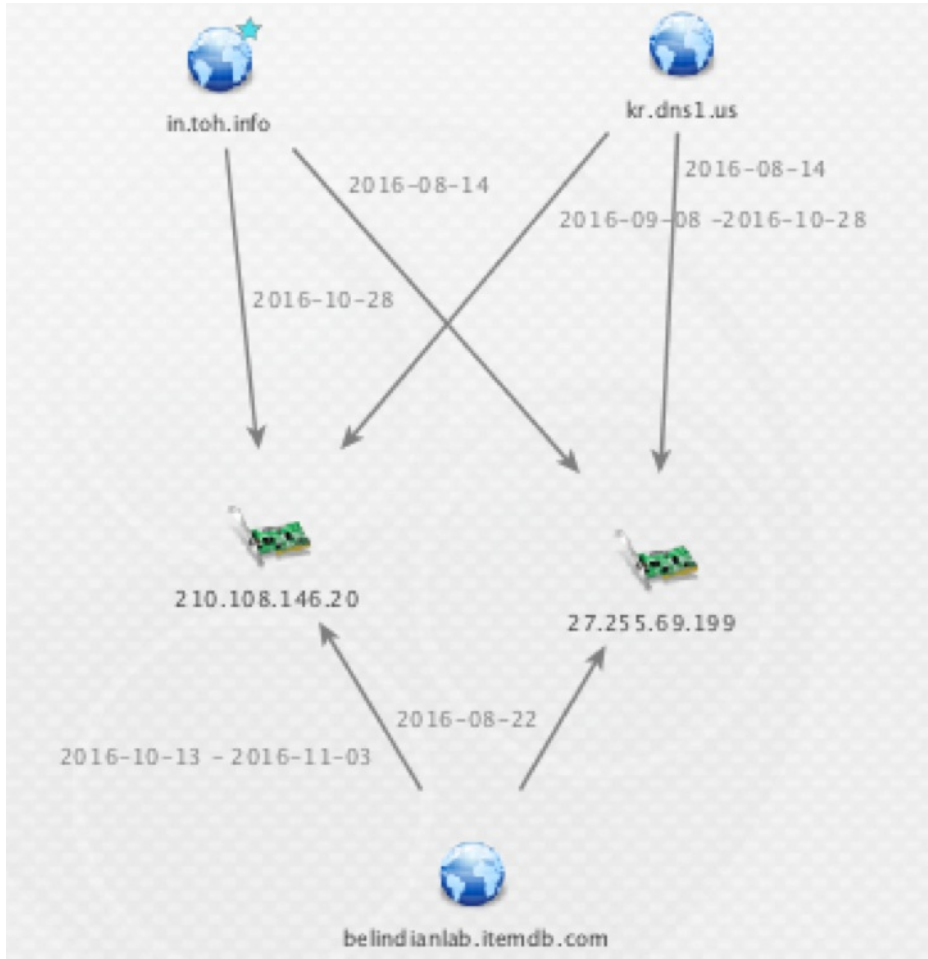 in.toh.info
kr.dns1.us
2016-08-14
2016-08-14
2016-09-08 -2016-10-28
2016-10-28
210.108.146.20
27.255.69.199
2016-08-22
2016-10-13 - 2016-11-03
belindianlab.itemdb.com